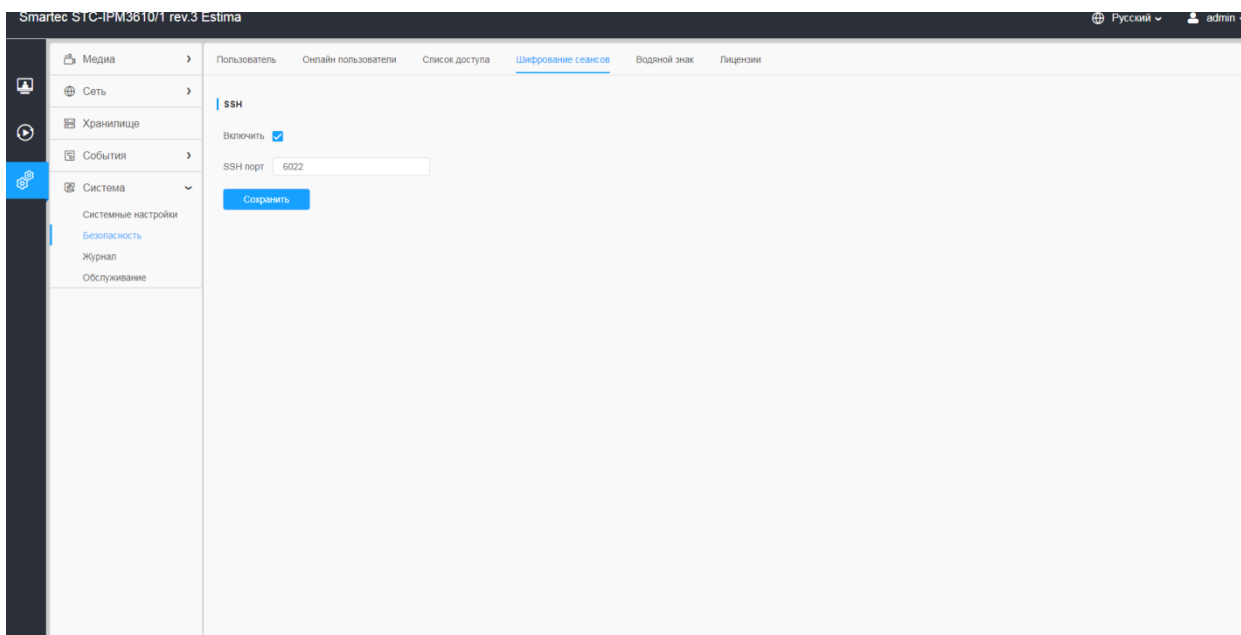 Smartec STC-IPM3610/1 rev.3 Estima
Русский
admin
Медиа
Сеть
Хранилище
События
Система
Системные настройки
Безопасность
Журнал
Обслуживание
Пользователь Онлайн пользователи Список доступа Шифрование сеансов Водяной знак Лицензии
SSH
Включить
SSH порт 6022
Сохранить